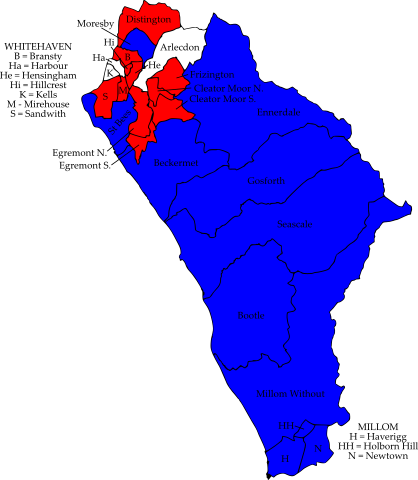 Distington
Moresby
Hi
Arlecdon
WHITEHAVEN
B = Bransty
Ha = Harbour
He = Hensingham
Hi = Hillcrest
K = Kells
M - Mirehouse
S = Sandwith
Ha
B
He
K
Frizington
M
Cleator Moor N.
S
Cleator Moor S.
Ennerdale
St Bees
Egremont N.
Egremont S.
Beckermet
Gosforth
Seascale
Bootle
Millom Without
HH
MILLOM
H = Haverigg
HH = Holborn Hill
N = Newtown
N
H